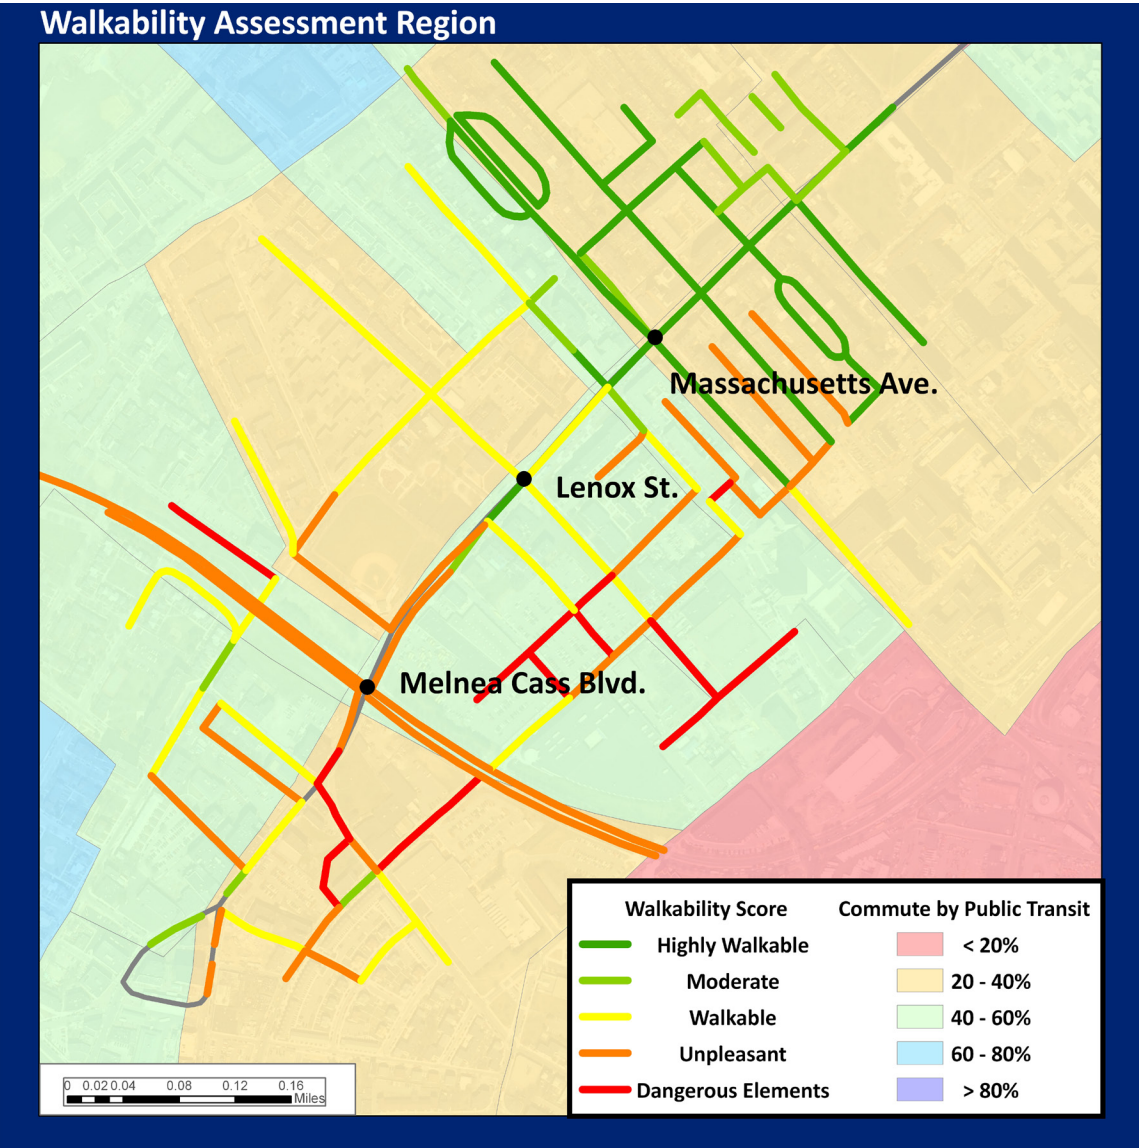 Walkability Assessment Region
Massachusetts Ave.
Lenox St.
Melnea Cass Blvd.
Walkability Score Commute by Public Transit
Highly Walkable < 20%
Moderate 20 - 40%
Walkable 40 - 60%
Unpleasant 60 - 80%
Dangerous Elements > 80%
0 0.02 0.04 0.08 0.12 0.16
Miles